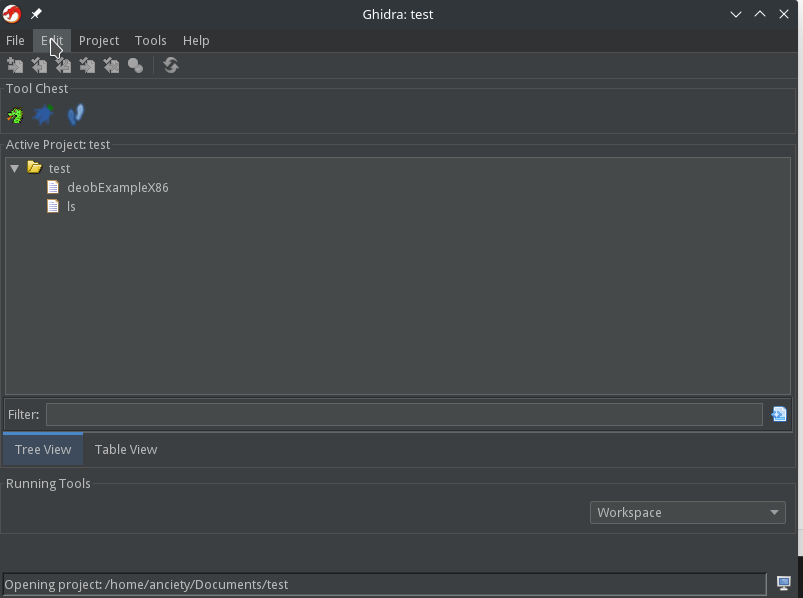 Ghidra: test
File Edit Project Tools Help
Tool Chest
Active Project: test
test
deobExampleX86
ls
Filter:
Tree View Table View
Running Tools
Workspace
Opening project: /home/anciety/Documents/test